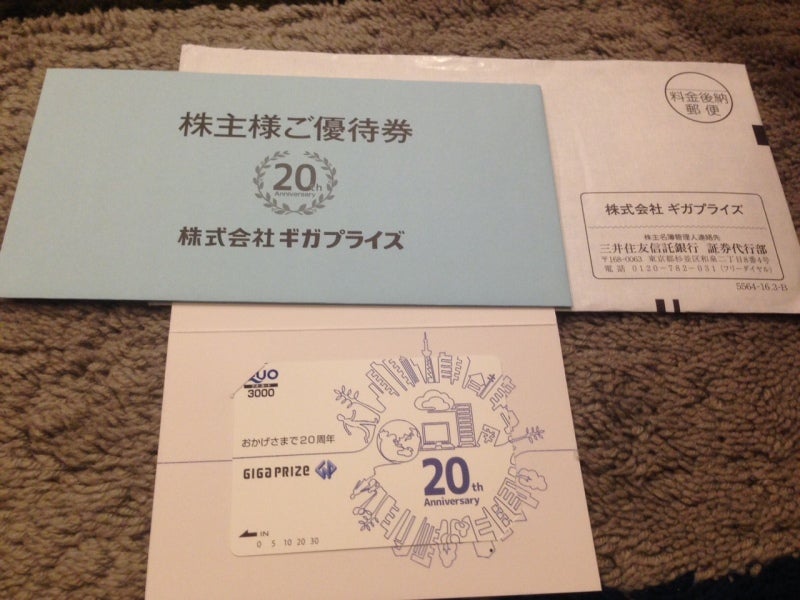 株主様ご優待券
20th
Anniversary
株式会社ギガプライズ
料金後納
郵便
株式会社 ギガプライズ
株主名簿管理人連絡先
三井住友信託銀行 証券代行部
〒168-0063 東京都杉並区和泉二丁目8番4号
電話 0120-782-031 (フリーダイヤル)
5564-16.3-B
QUO
3000
おかげさまで20周年
GIGAPRIZE GP
20th
Anniversary
IN
0 5 10 20 30